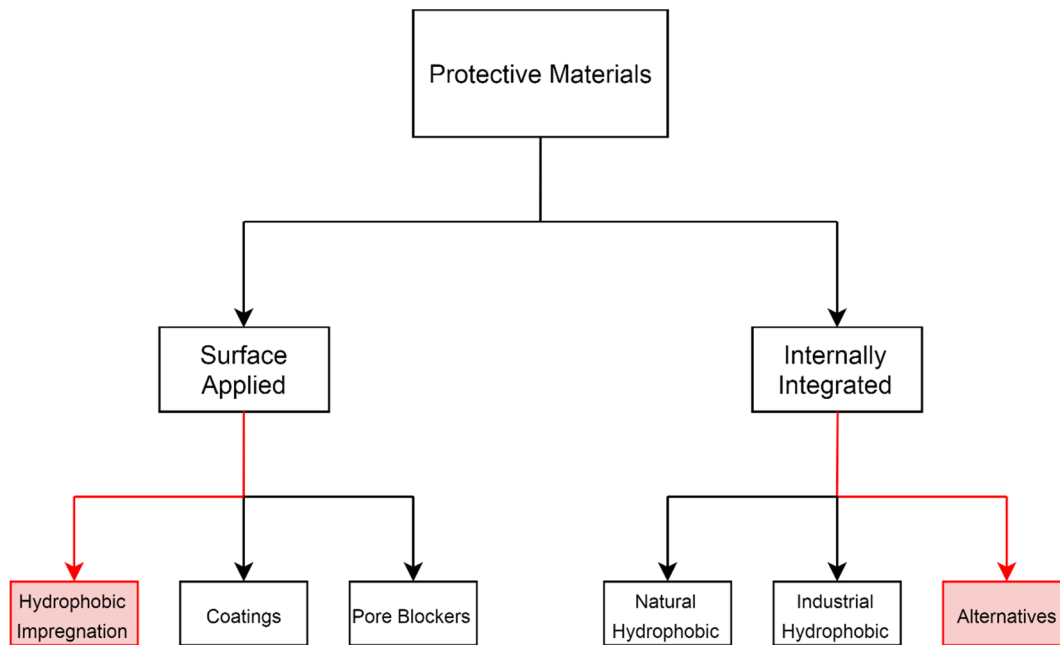 Protective Materials
Surface
Applied
Internally
Integrated
Hydrophobic
Impregnation
Coatings
Pore Blockers
Natural
Hydrophobic
Industrial
Hydrophobic
Alternatives